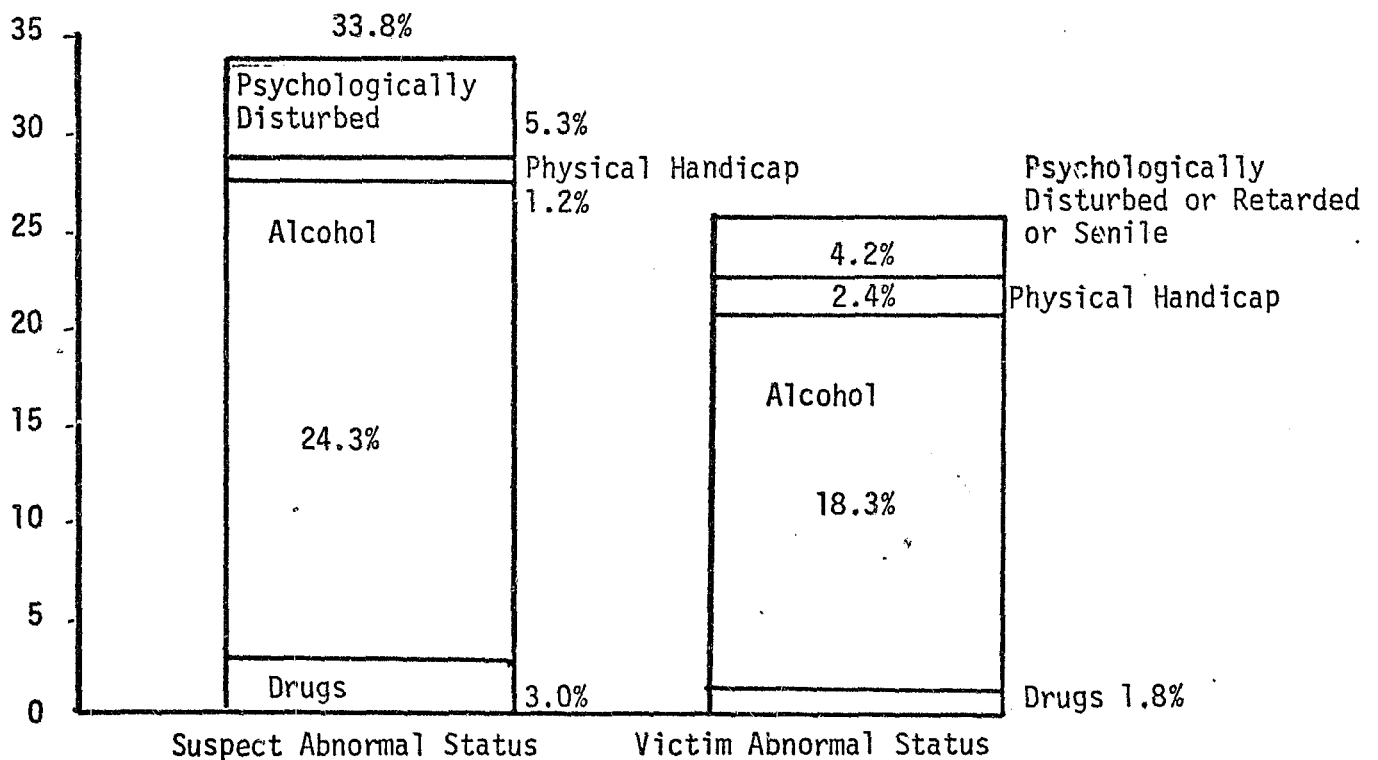 35
33.8%
Psychologically
Disturbed
30
5.3%
Physical Handicap
1.2%
Psychologically
Disturbed or Retarded
or Senile
25
Alcohol
4.2%
2.4%
Physical Handicap
20
Alcohol
15
24.3%
18.3%
10
5
Drugs
3.0%
Drugs 1.8%
0
Suspect Abnormal Status
Victim Abnormal Status